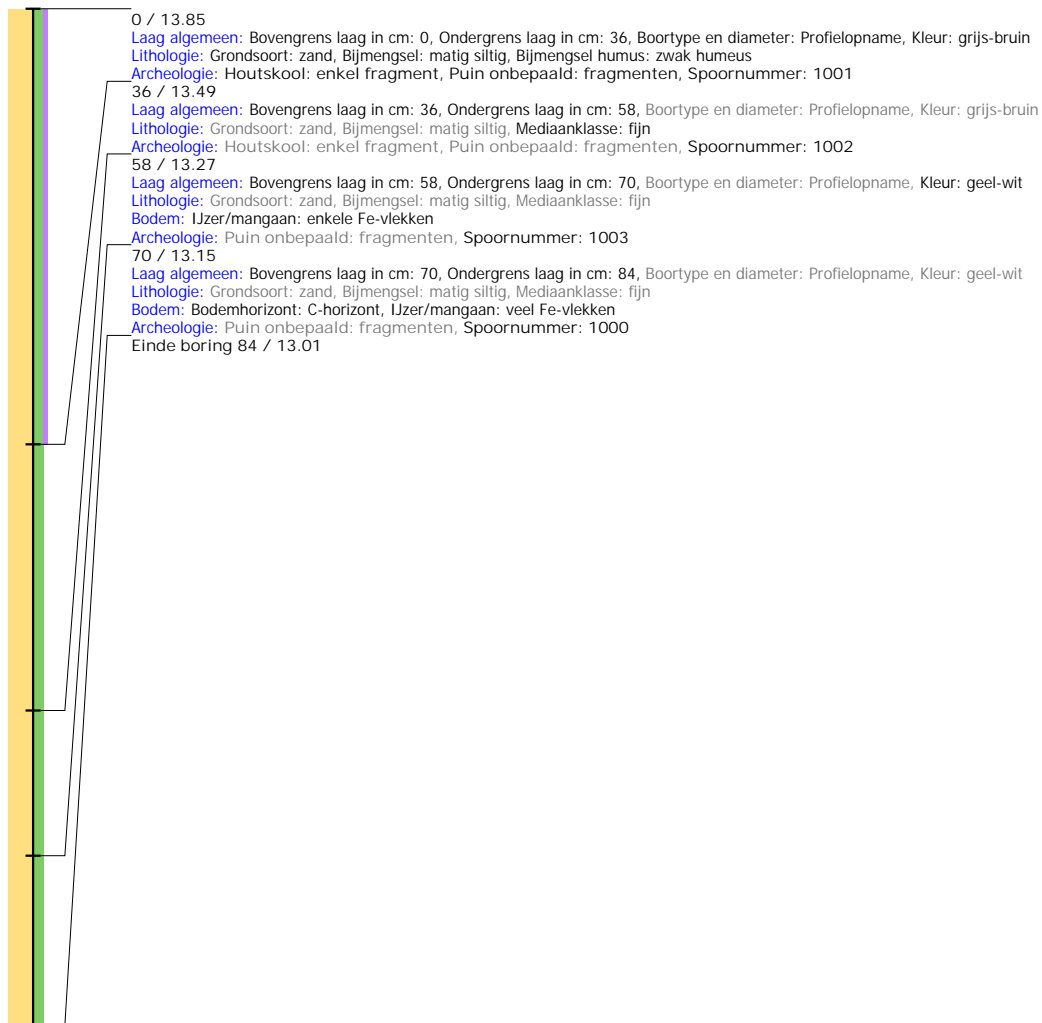 0 / 13.85
Laag algemeen: Bovengrens laag in cm: 0, Ondergrens laag in cm: 36, Boortype en diameter: Profielopname, Kleur: grijs-bruin
Lithologie: Grondsoort: zand, Bijmengsel: matig siltig, Bijmengsel humus: zwak humeus
Archeologie: Houtskool: enkel fragment, Puin onbepaald: fragmenten, Spoornummer: 1001
36 / 13.49
Laag algemeen: Bovengrens laag in cm: 36, Ondergrens laag in cm: 58, Boortype en diameter: Profielopname, Kleur: grijs-bruin
Lithologie: Grondsoort: zand, Bijmengsel: matig siltig, Mediaanklasse: fijn
Archeologie: Houtskool: enkel fragment, Puin onbepaald: fragmenten, Spoornummer: 1002
58 / 13.27
Laag algemeen: Bovengrens laag in cm: 58, Ondergrens laag in cm: 70, Boortype en diameter: Profielopname, Kleur: geel-wit
Lithologie: Grondsoort: zand, Bijmengsel: matig siltig, Mediaanklasse: fijn
Bodem: IJzer/mangaan: enkele Fe-vlekken
Archeologie: Puin onbepaald: fragmenten, Spoornummer: 1003
70 / 13.15
Laag algemeen: Bovengrens laag in cm: 70, Ondergrens laag in cm: 84, Boortype en diameter: Profielopname, Kleur: geel-wit
Lithologie: Grondsoort: zand, Bijmengsel: matig siltig, Mediaanklasse: fijn
Bodem: Bodemhorizont: C-horizont, IJzer/mangaan: veel Fe-vlekken
Archeologie: Puin onbepaald: fragmenten, Spoornummer: 1000
Einde boring 84 / 13.01